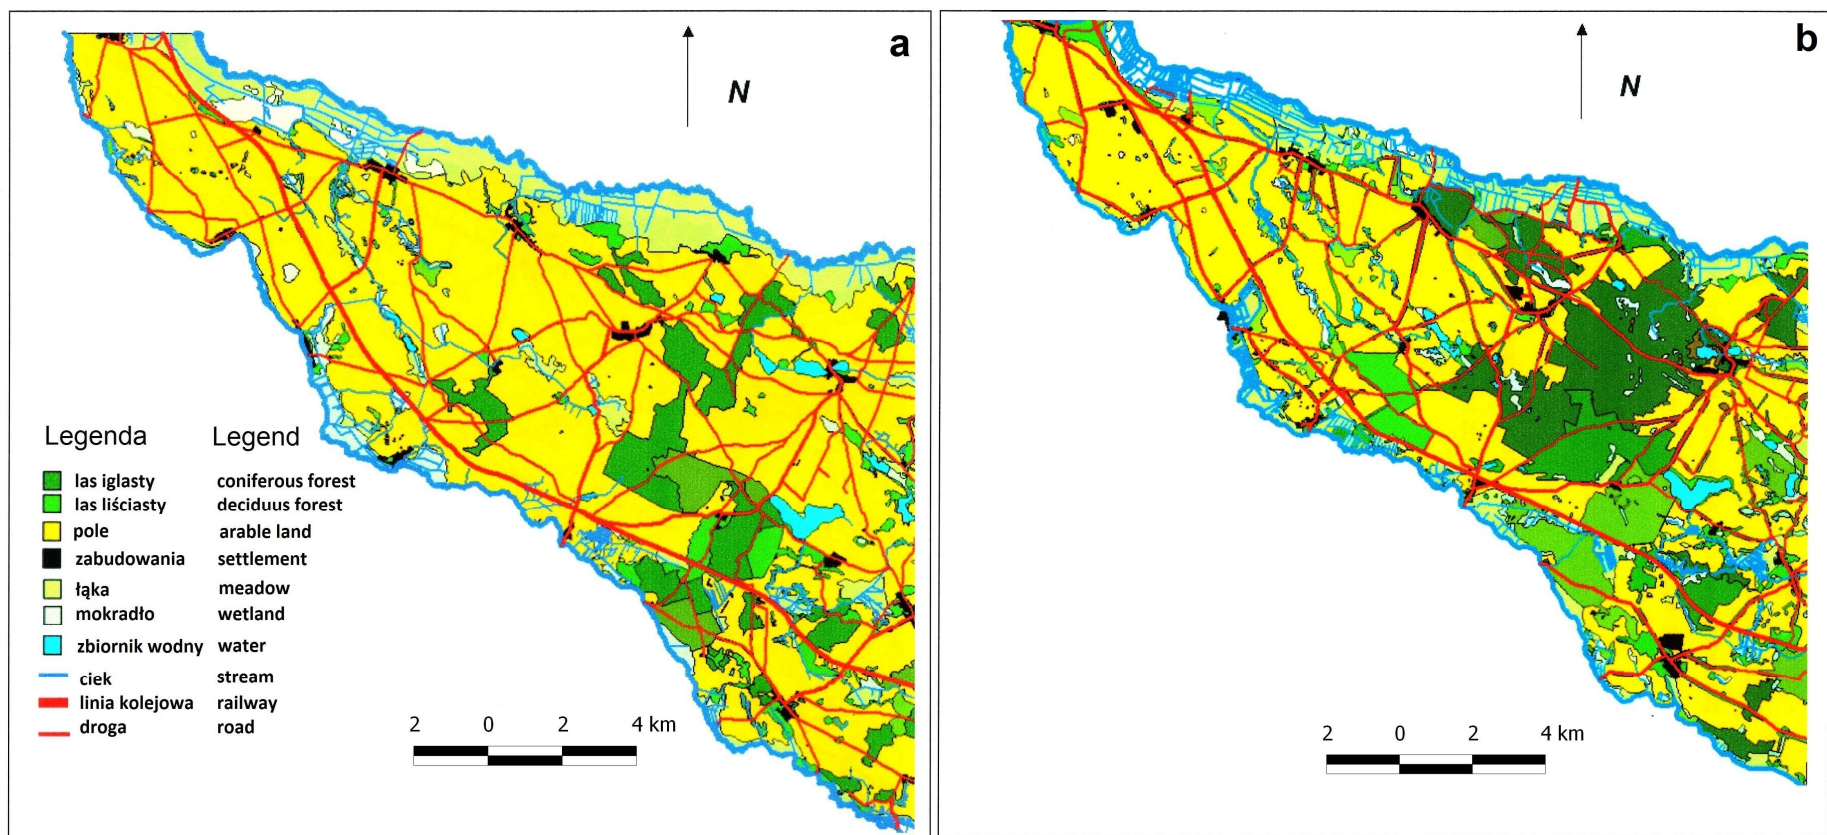 a
N
b
N
Legenda Legend
las iglasty coniferous forest
las liściasty deciduus forest
pole arable land
zabudowania settlement
łąka meadow
mokradło wetland
zbiornik wodny water
ciek stream
linia kolejowa railway
droga road
2 0 2 4 km
2 0 2 4 km